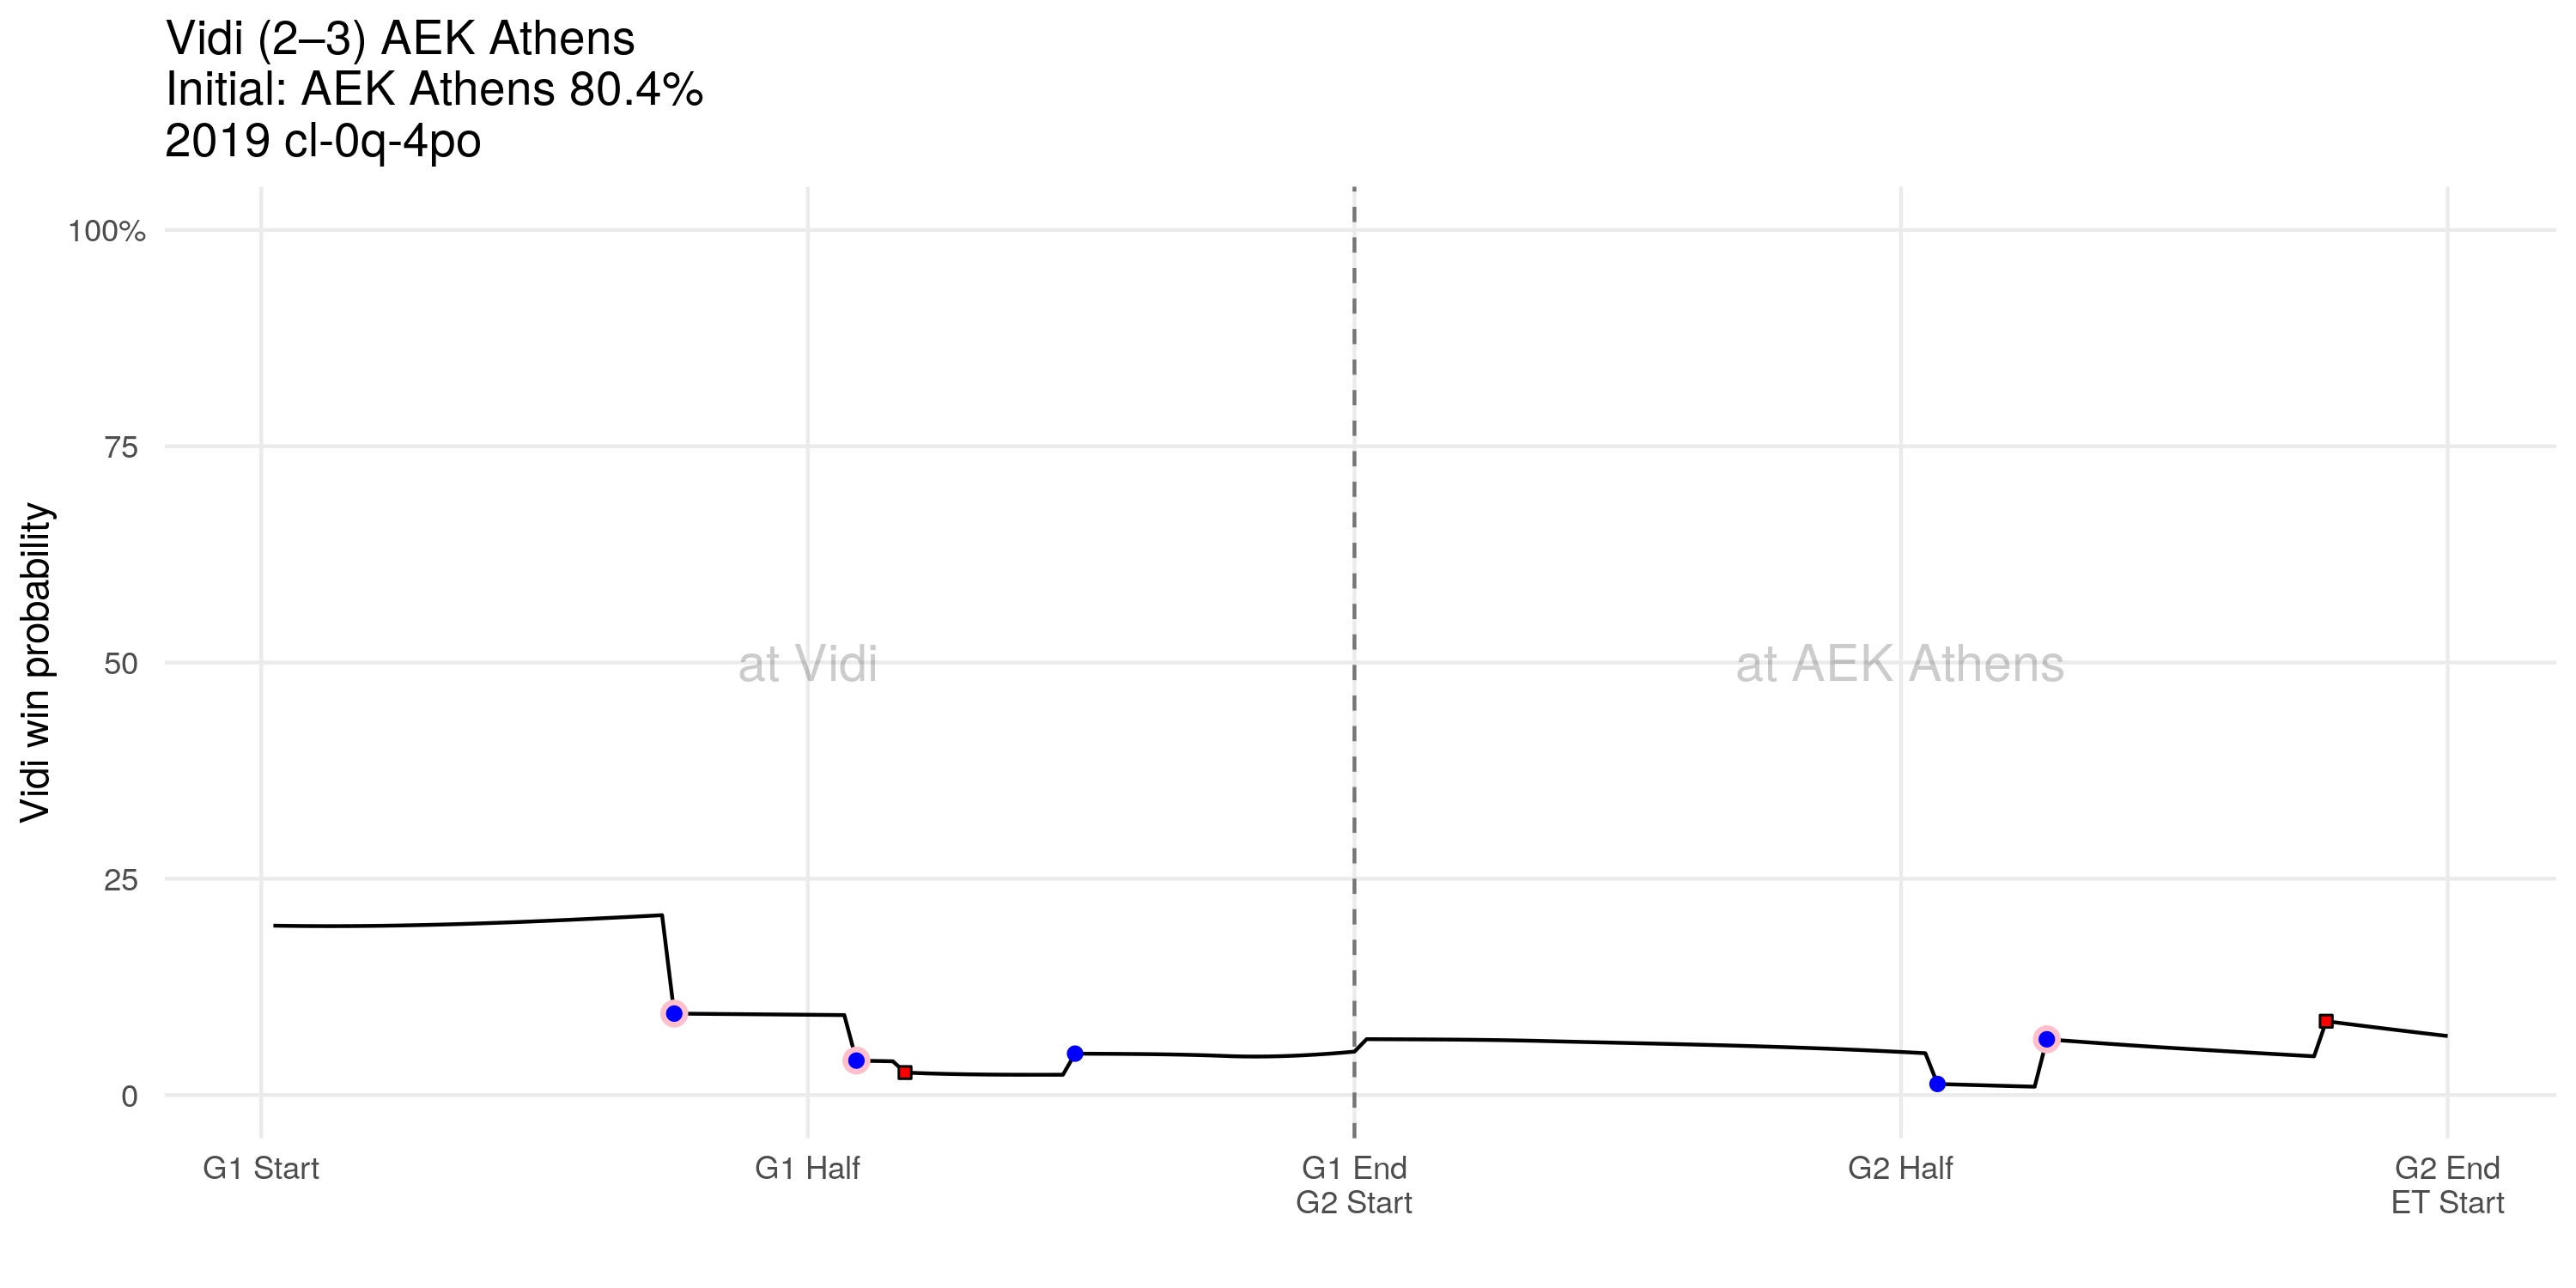 Vidi (2–3) AEK Athens
Initial: AEK Athens 80.4%
2019 cl-0q-4po
Vidi win probability
100%
75
50
25
0
at Vidi
at AEK Athens
G1 Start
G1 Half
G1 End
G2 Start
G2 Half
G2 End
ET Start